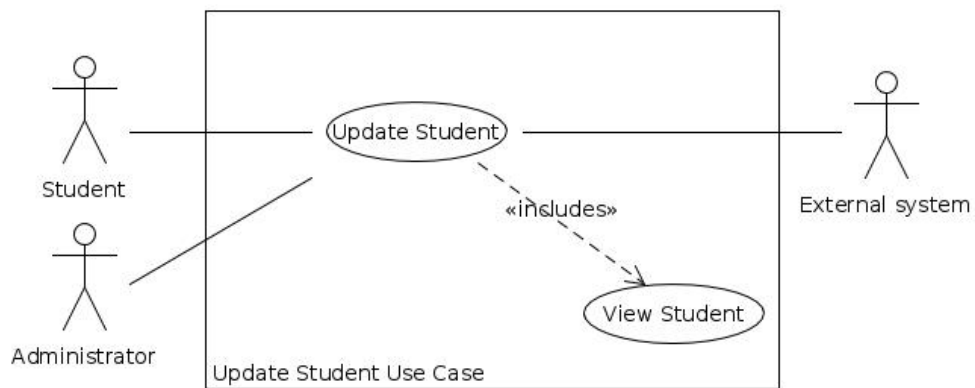 Update Student
Student
«includes»
External system
View Student
Administrator
Update Student Use Case